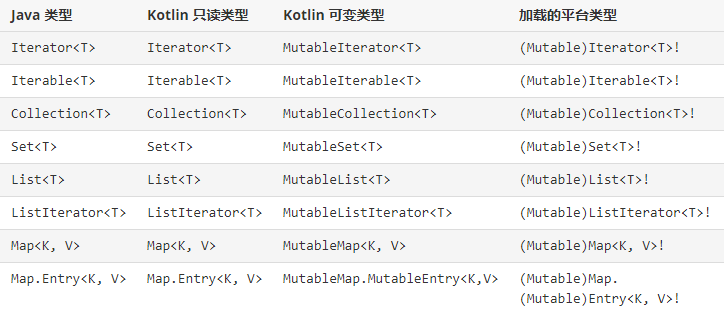 Java 类型 Kotlin 只读类型 Kotlin 可变类型 加载的平台类型
Iterator<T> Iterator<T> MutableIterator<T> (Mutable)Iterator<T>!
Iterable<T> Iterable<T> MutableIterable<T> (Mutable)Iterable<T>!
Collection<T> Collection<T> MutableCollection<T> (Mutable)Collection<T>!
Set<T> Set<T> MutableSet<T> (Mutable)Set<T>!
List<T> List<T> MutableList<T> (Mutable)List<T>!
ListIterator<T> ListIterator<T> MutableListIterator<T> (Mutable)ListIterator<T>!
Map<K, V> Map<K, V> MutableMap<K, V> (Mutable)Map<K, V>!
Map.Entry<K, V> Map.Entry<K, V> MutableMap.MutableEntry<K,V> (Mutable)Map.
(Mutable)Entry<K, V>!